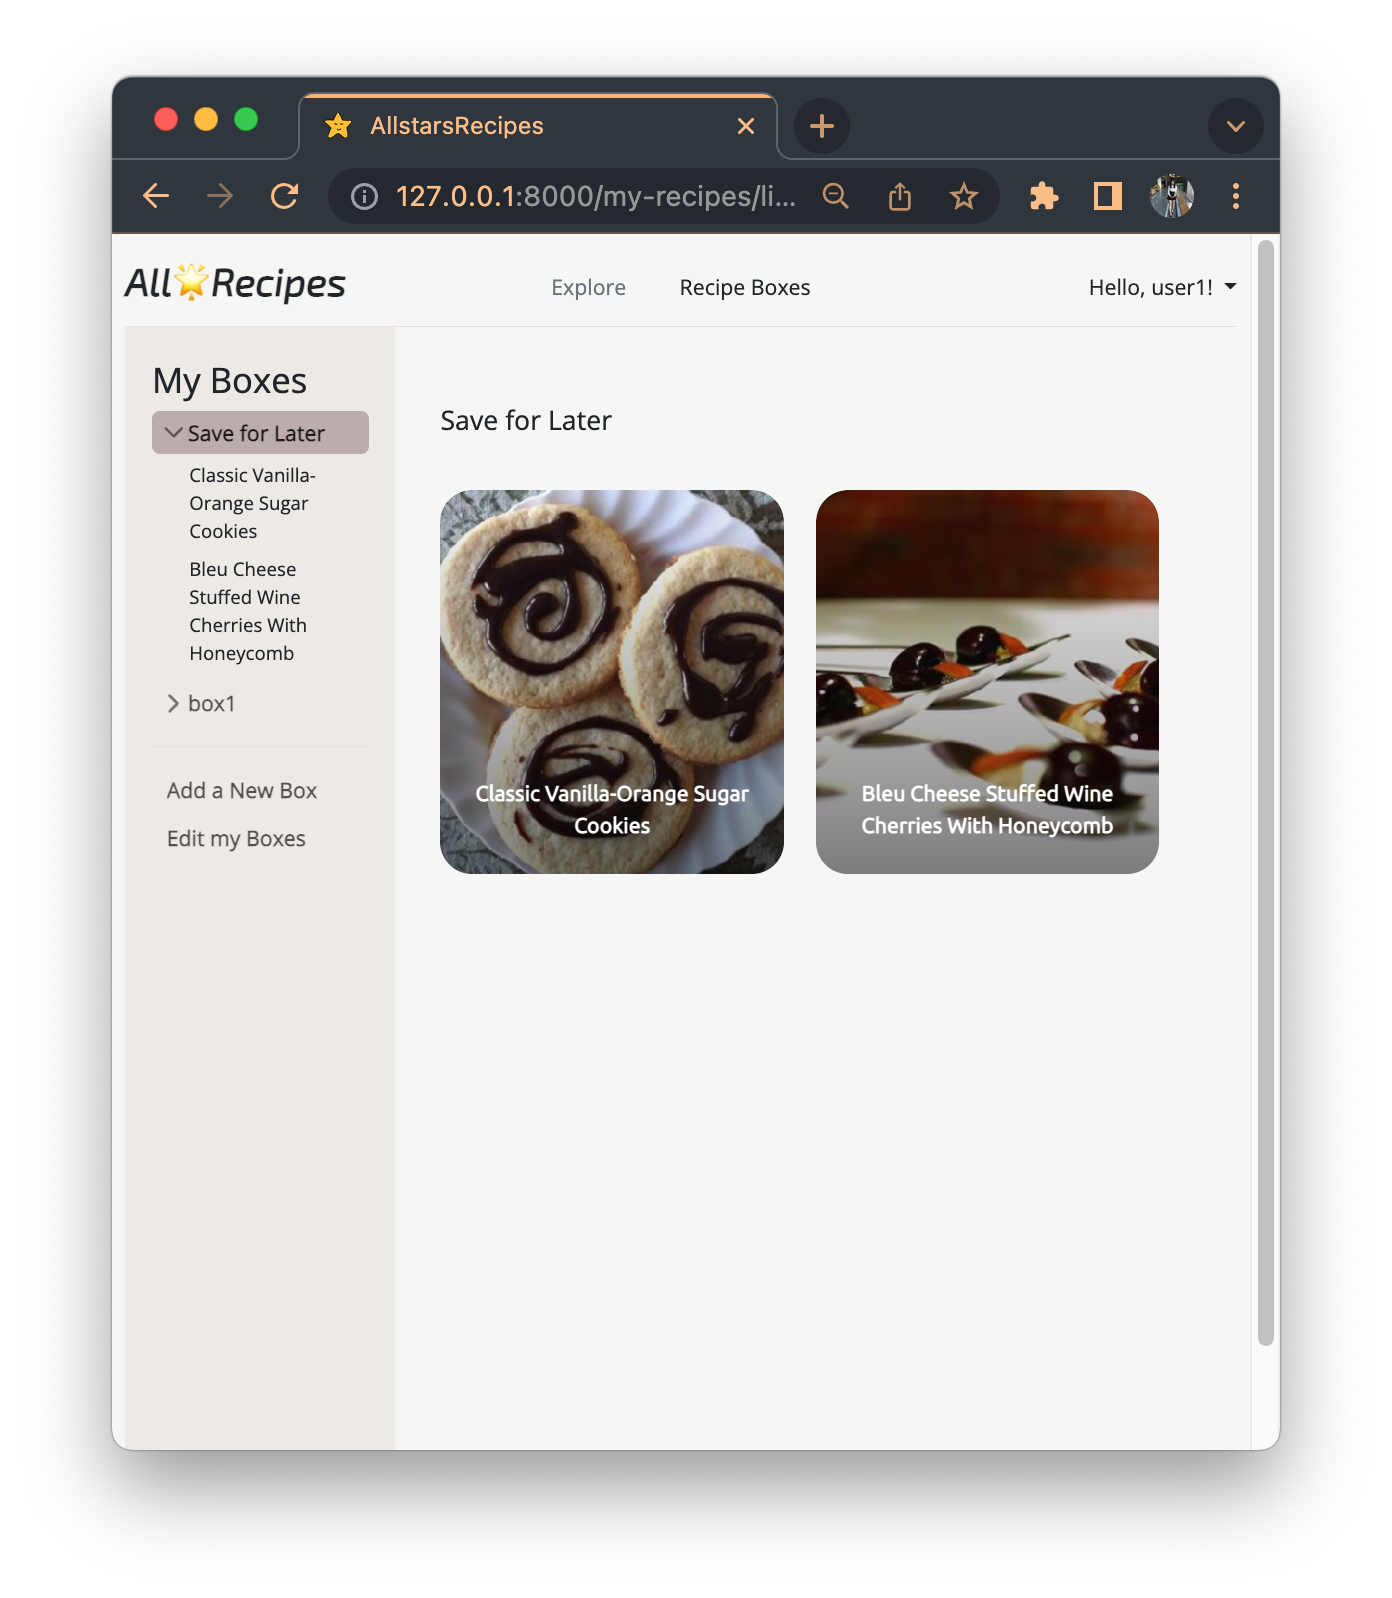 AllstarsRecipes
127.0.0.1:8000/my-recipes/li...
All Recipes
Explore
Recipe Boxes
Hello, user1!
My Boxes
Save for Later
Classic Vanilla-
Orange Sugar
Cookies
Bleu Cheese
Stuffed Wine
Cherries With
Honeycomb
box1
Add a New Box
Edit my Boxes
Save for Later
Classic Vanilla-Orange Sugar
Cookies
Bleu Cheese Stuffed Wine
Cherries With Honeycomb